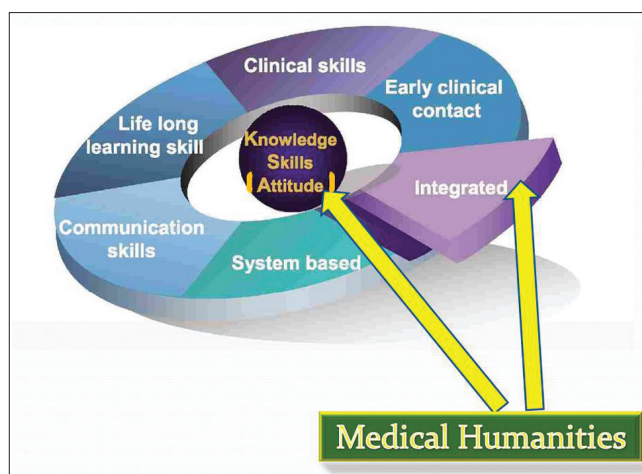 Clinical skills
Early clinical
contact
Life long
learning skill
Knowledge
Skills
Attitude
Integrated
Communication
skills
System based
Medical Humanities